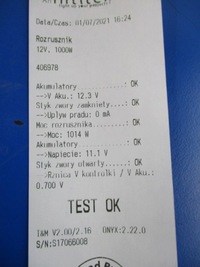 intitek
Data/Czas: 01/07/2021 16:24
Rozrusznik
12V, 1000W
406978
Akumulatory...........: OK
-->V Aku.: 12.3 V
Styk zwory zamkniety....: OK
-->Uplyw pradu: 0 mA
Moc rozrusznika........: OK
-->Moc: 1014 W
Akumulatory...........: OK
-->Napiecie: 11.1 V
Styk zwory otwarty.....: OK
-->Rznica V kontrolki / V Aku.:
0.700 V
TEST OK
T&M V2.00/2.16 ONYX:2.22.0
S/N:S17066008